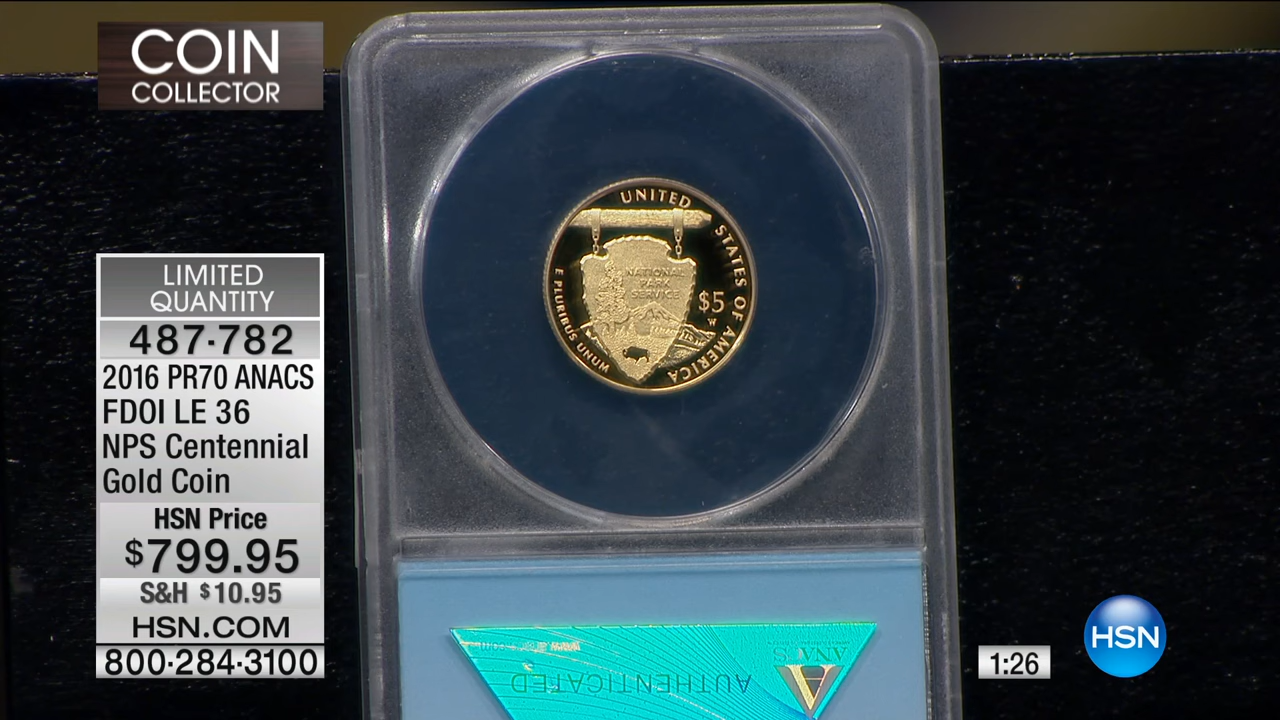 COIN
COLLECTOR
LIMITED
QUANTITY
487-782
2016 PR70 ANACS
FDOI LE 36
NPS Centennial
Gold Coin
HSN Price
$799.95
S&H $10.95
HSN.COM
800-284-3100
UNITED STATES OF AMERICA
NATIONAL
PARK
SERVICE
$5
W
E PLURIBUS UNUM
ANACS
AUTHENTICATED
1:26
HSN